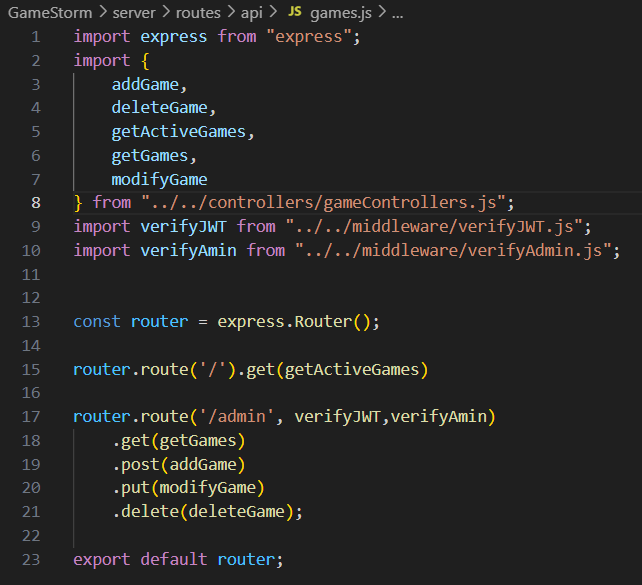 GameStorm > server > routes > api > JS games.js > ...
1 import express from "express";
2 import {
3 addGame,
4 deleteGame,
5 getActiveGames,
6 getGames,
7 modifyGame
8 } from "../../controllers/gameControllers.js";
9 import verifyJWT from "../../middleware/verifyJWT.js";
10 import verifyAmin from "../../middleware/verifyAdmin.js";
11
12
13 const router = express.Router();
14
15 router.route('/').get(getActiveGames)
16
17 router.route('/admin', verifyJWT,verifyAmin)
18 .get(getGames)
19 .post(addGame)
20 .put(modifyGame)
21 .delete(deleteGame);
22
23 export default router;